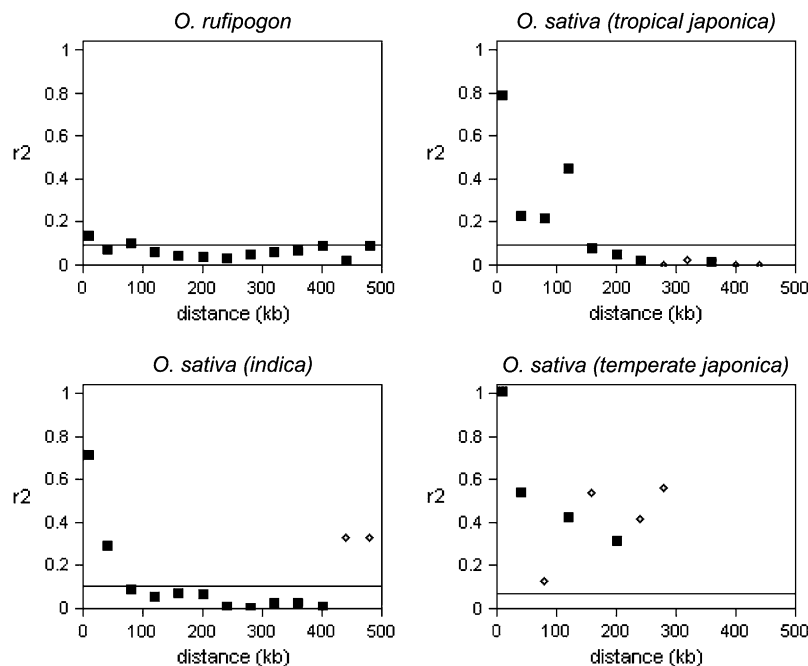 O. rufipogon
1
0.8
0.6
r2
0.4
0.2
0
0 100 200 300 400 500
distance (kb)
O. sativa (tropical japonica)
1
0.8
0.6
r2
0.4
0.2
0
0 100 200 300 400 500
distance (kb)
O. sativa (indica)
1
0.8
0.6
r2
0.4
0.2
0
0 100 200 300 400 500
distance (kb)
O. sativa (temperate japonica)
1
0.8
0.6
r2
0.4
0.2
0
0 100 200 300 400 500
distance (kb)